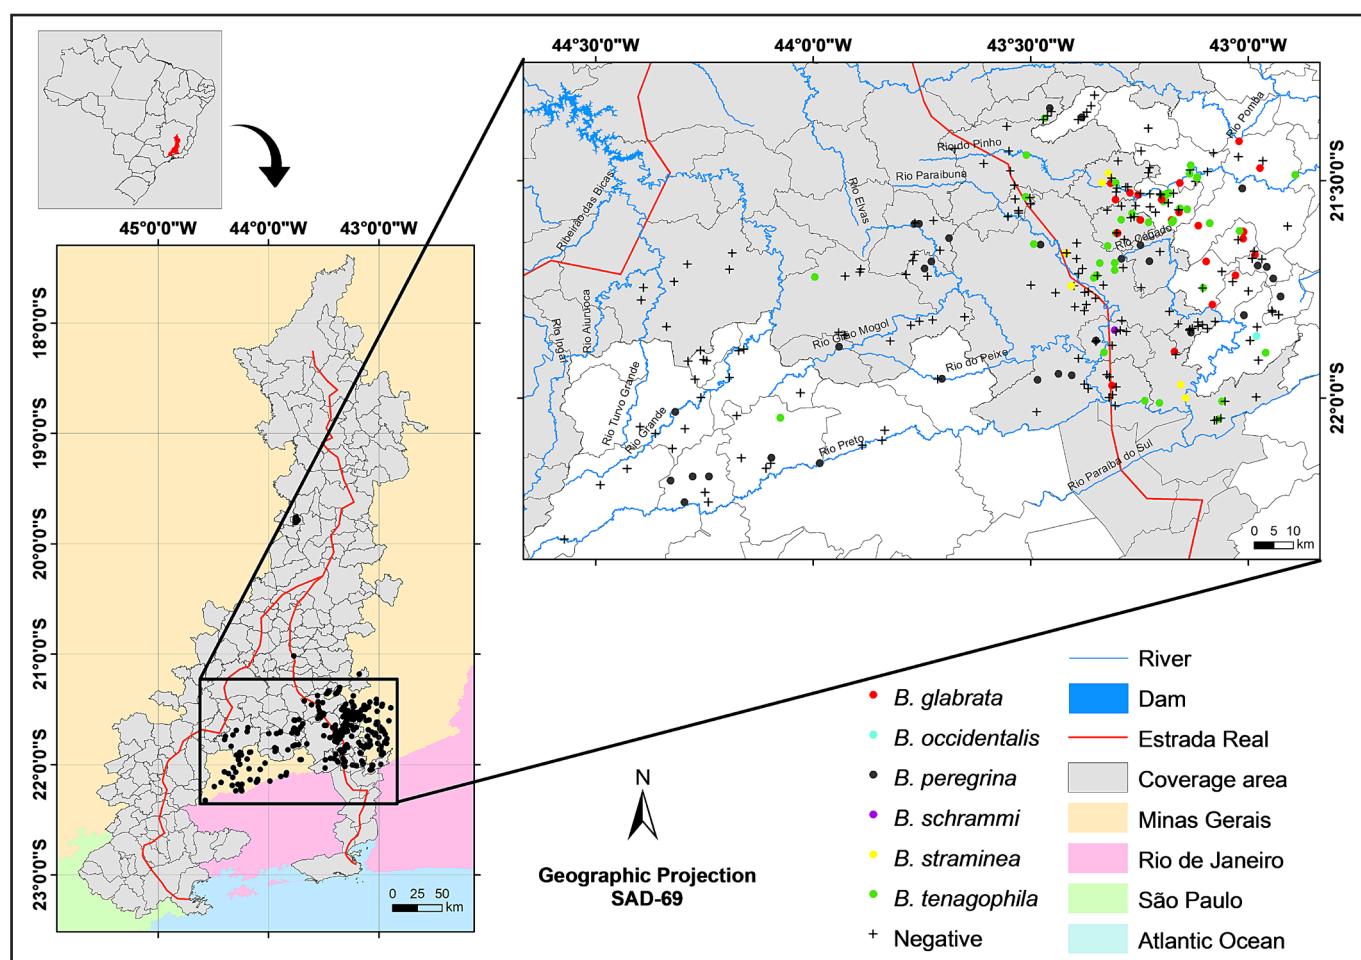 44°30'0"W 44°0'0"W 43°30'0"W 43°0'0"W
Rio Pomba
Rio do Pinho
Rio Paraibuna
Ribeirão das Bicas
Rio Elvas
21°30'0"S
Rio Cágado
Rio Ingaí
Rio Aiuruoca
Rio Grão Mogol
Rio do Peixe
Rio Turvo Grande
Rio Grande
22°0'0"S
Rio Preto
Rio Paraíba do Sul
0 5 10
km
45°0'0"W 44°0'0"W 43°0'0"W
18°0'0"S
19°0'0"S
20°0'0"S
21°0'0"S
22°0'0"S
23°0'0"S
0 25 50
km
N
Geographic Projection
SAD-69
B. glabrata
B. occidentalis
B. peregrina
B. schrammi
B. straminea
B. tenagophila
Negative
River
Dam
Estrada Real
Coverage area
Minas Gerais
Rio de Janeiro
São Paulo
Atlantic Ocean